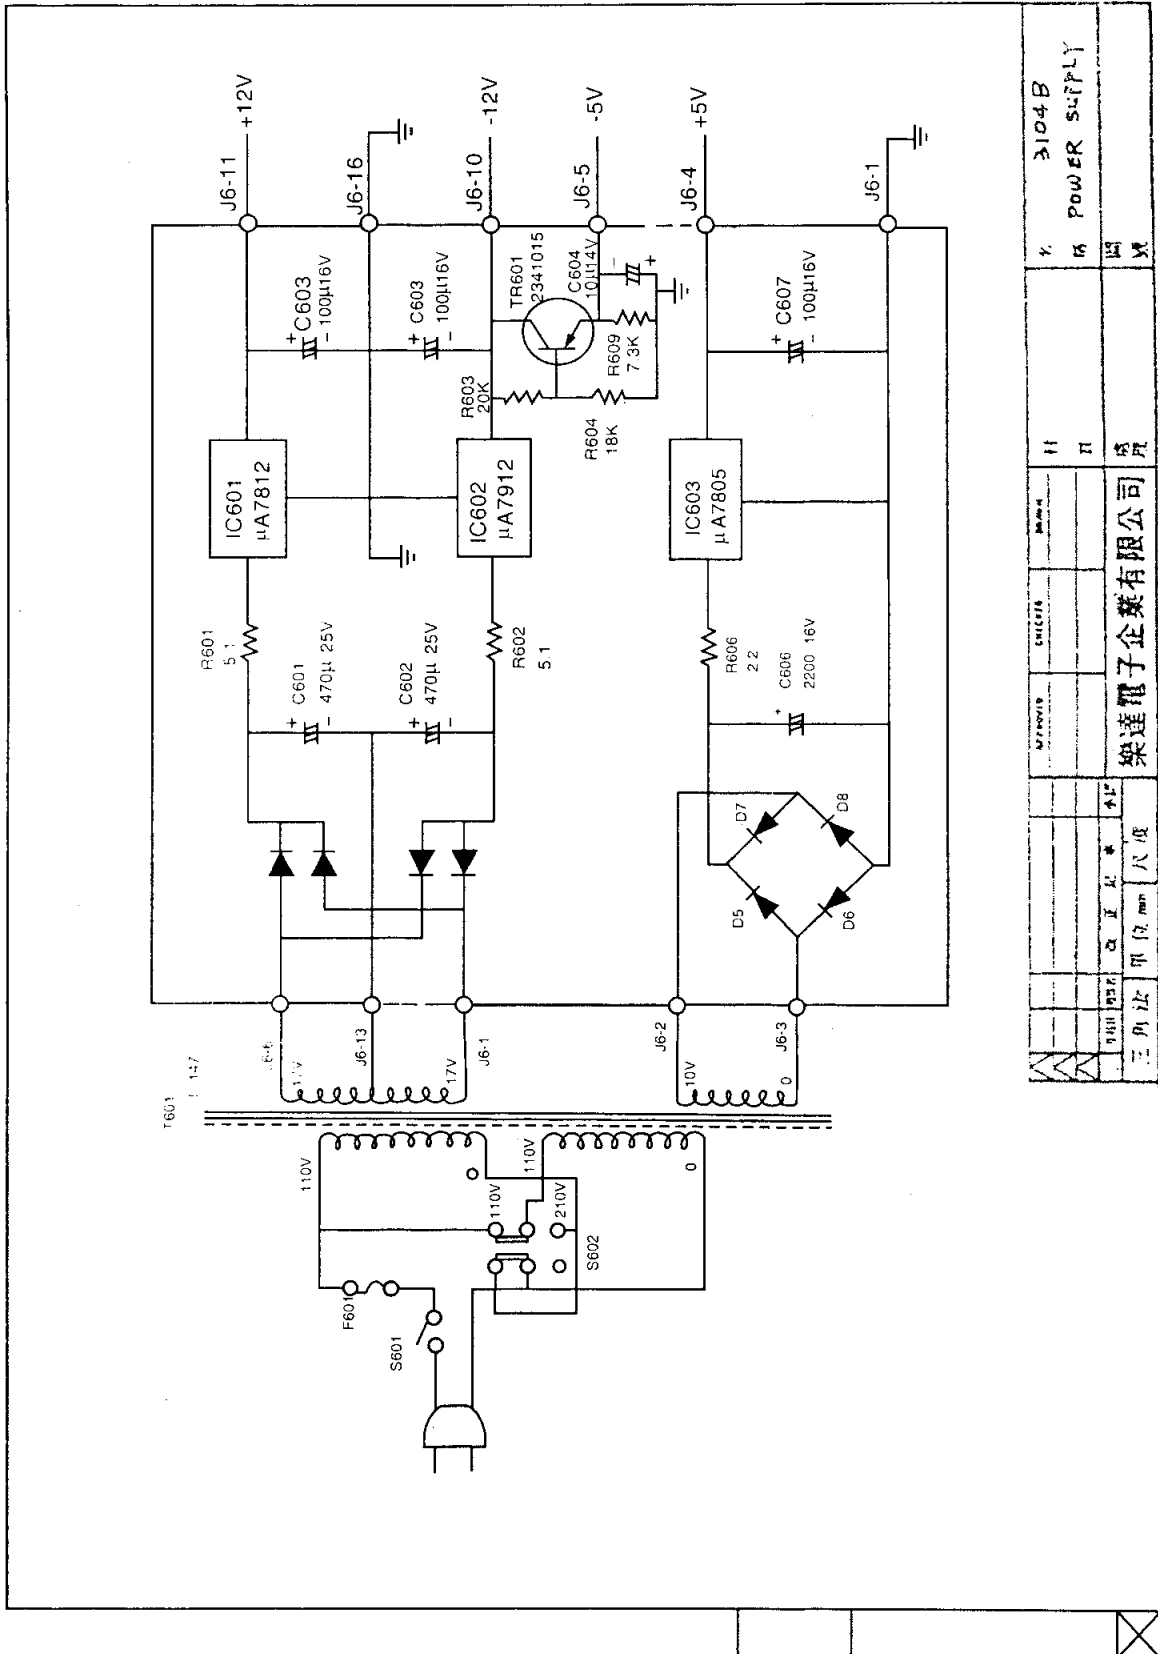 T601
J6-13
J6-1
17V
J6-2
10V
0
J6-3
110V
110V
0
110V
210V
S602
F601
S601
R601
C601
+
- 470µ 25V
C602
+
470µ 25V
-
R602
5.1
IC601
µA7812
IC602
µA7912
C603
+
- 100µ16V
C603
+
- 100µ16V
R603
20K
R604
18K
R609
7.3K
TR601
2341015
C604
10µ14V
-
+
J6-11
+12V
J6-16
J6-10
-12V
J6-5
-5V
J6-4
+5V
J6-1
D5
D6
D7
D8
R606
2.2
C606
2200 16V
+
IC603
µA7805
C607
+
- 100µ16V
3104B
POWER SUPPLY
樂達電子企業有限公司